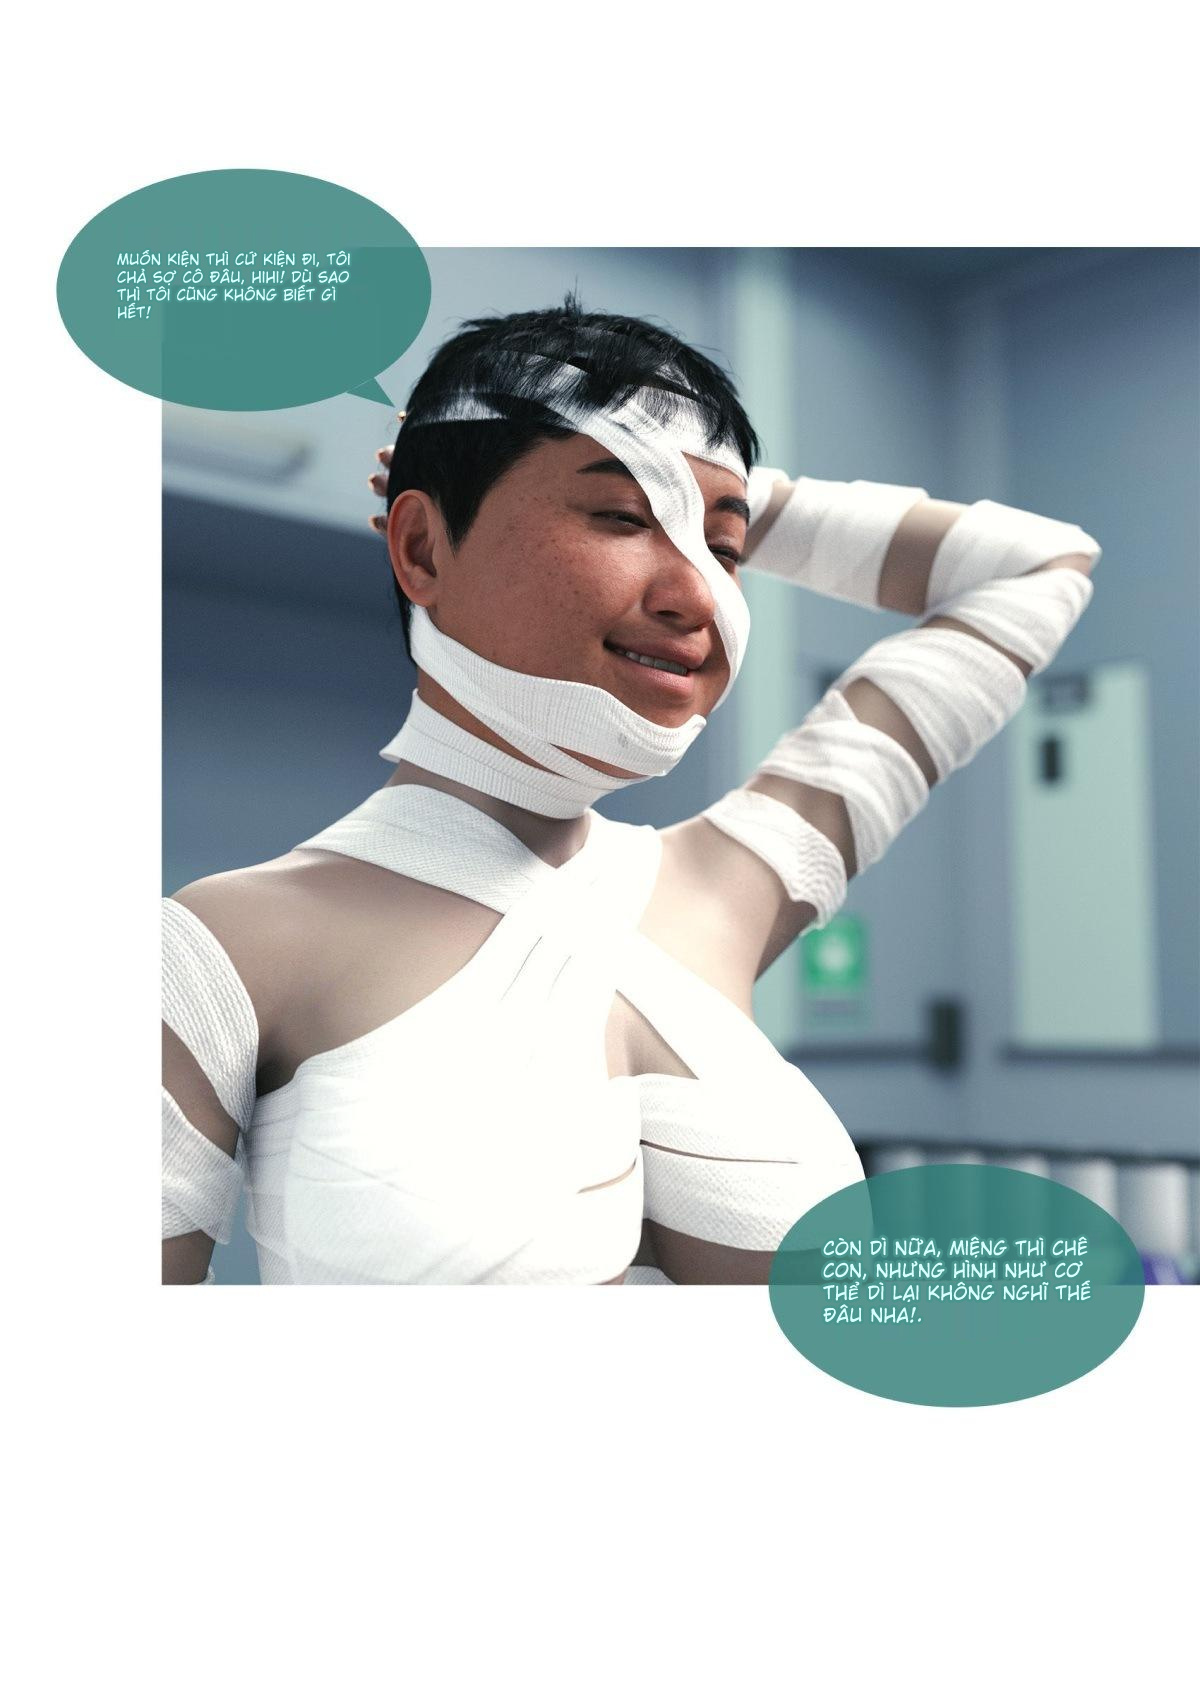 MUỐN KIỆN THÌ CỨ KIỆN ĐI, TÔI
CHẢ SỢ CÔ ĐÂU, HIHI! DÙ SAO
THÌ TÔI CŨNG KHÔNG BIẾT GÌ
HẾT!
CÒN DÌ NỮA, MIỆNG THÌ CHÊ
CON, NHƯNG HÌNH NHƯ CƠ
THỂ DÌ LẠI KHÔNG NGHĨ THẾ
ĐÂU NHA!.